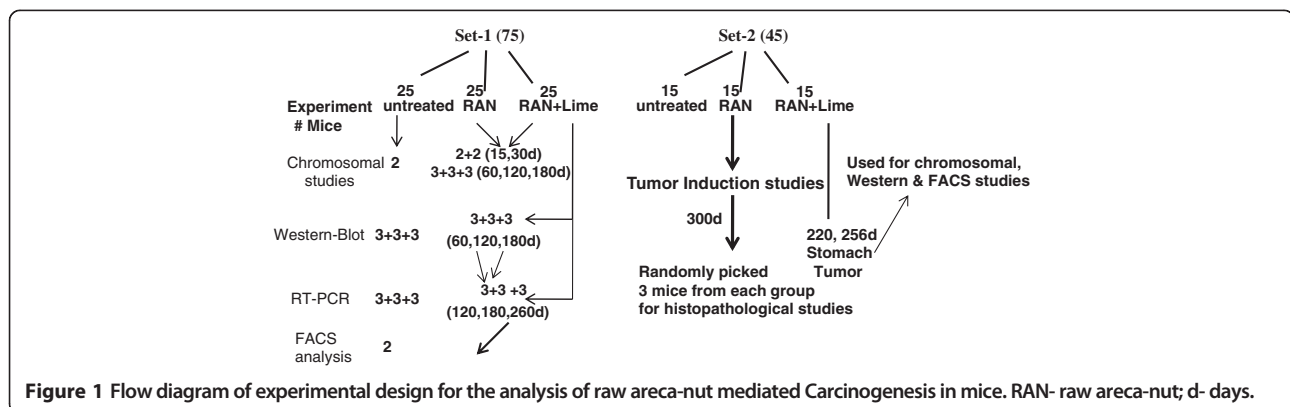 Set-1 (75)
Set-2 (45)
25 25 25
Experiment untreated RAN RAN+Lime
# Mice
15 15 15
untreated RAN RAN+Lime
Chromosomal 2
studies
2+2 (15,30d)
3+3+3 (60,120,180d)
Western-Blot 3+3+3
3+3+3
(60,120,180d)
RT-PCR 3+3+3
3+3 +3
(120,180,260d)
FACS 2
analysis
Tumor Induction studies
300d
Randomly picked
3 mice from each group
for histopathological studies
Used for chromosomal,
Western & FACS studies
220, 256d
Stomach
Tumor
Figure 1 Flow diagram of experimental design for the analysis of raw areca-nut mediated Carcinogenesis in mice. RAN- raw areca-nut; d- days.